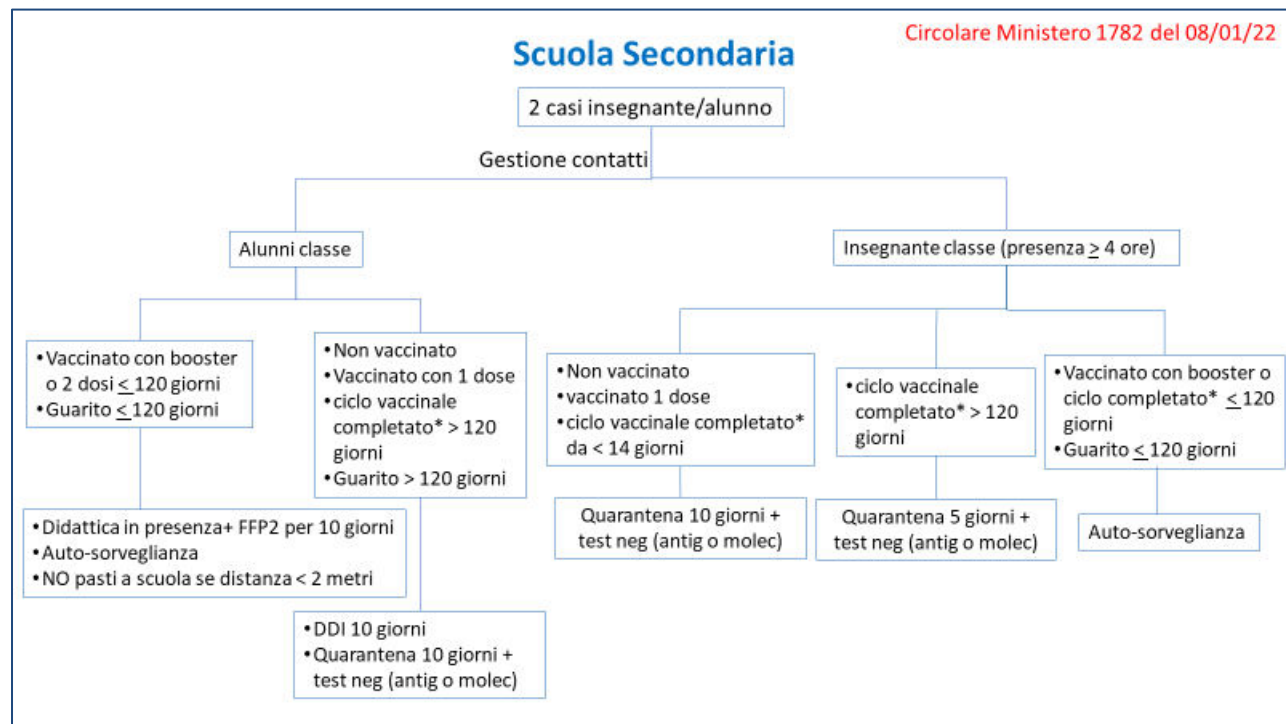 Circolare Ministero 1782 del 08/01/22
Scuola Secondaria
2 casi insegnante/alunno
Gestione contatti
Alunni classe
Insegnante classe (presenza ≥ 4 ore)
•Vaccinato con booster
o 2 dosi ≤ 120 giorni
•Guarito ≤ 120 giorni
•Non vaccinato
•Vaccinato con 1 dose
•ciclo vaccinale
completato* > 120
giorni
•Guarito > 120 giorni
•Non vaccinato
•vaccinato 1 dose
•ciclo vaccinale completato*
da < 14 giorni
•ciclo vaccinale
completato* > 120
giorni
•Vaccinato con booster o
ciclo completato* ≤ 120
giorni
•Guarito ≤ 120 giorni
•Didattica in presenza+ FFP2 per 10 giorni
•Auto-sorveglianza
•NO pasti a scuola se distanza < 2 metri
•DDI 10 giorni
•Quarantena 10 giorni +
test neg (antig o molec)
Quarantena 10 giorni +
test neg (antig o molec)
Quarantena 5 giorni +
test neg (antig o molec)
Auto-sorveglianza